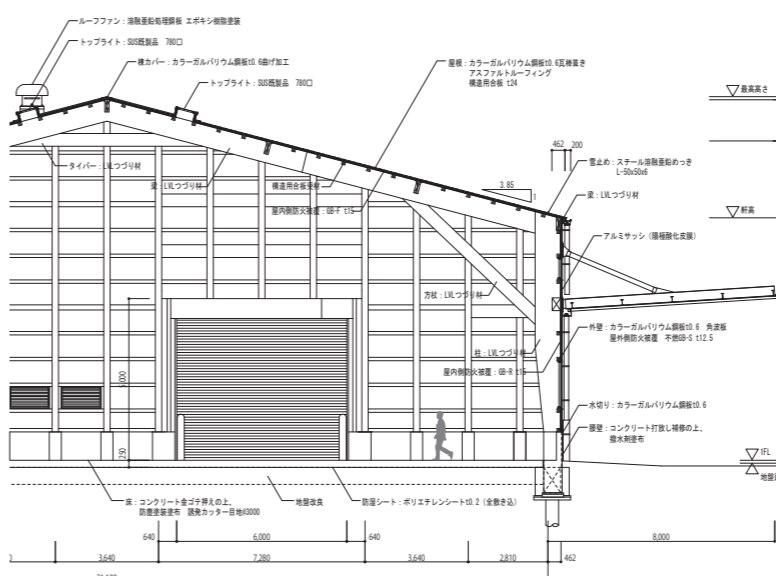 ルーフファン：溶融亜鉛処理鋼板 エポキシ樹脂塗装
トップライト：SUS既製品　780□
棟カバー：カラーガルバリウム鋼板t0.6曲げ加工
トップライト：SUS既製品　780□
屋根：カラーガルバリウム鋼板t0.6瓦棒葺き
アスファルトルーフィング
構造用合板 t24
最高高さ
462
200
雪止め：スチール溶融亜鉛めっき
L-50x50x6
タイバー：LVLつづり材
梁：LVLつづり材
構造用合板受材
3.85
1
梁：LVLつづり材
屋内側防火被覆：GB-F t15
軒高
アルミサッシ（陽極酸化皮膜）
方杖：LVLつづり材
外壁：カラーガルバリウム鋼板t0.6　角波板
屋外側防火被覆　不燃GB-S t12.5
柱：LVLつづり材
屋内側防火被覆：GB-R t15
5,000
水切り：カラーガルバリウム鋼板t0.6
腰壁：コンクリート打放し補修の上、
撥水剤塗布
250
1FL
床：コンクリート金ゴテ押えの上、
防塵塗装塗布　誘発カッター目地@3000
地盤改良
防湿シート：ポリエチレンシートt0.2（全敷き込）
640
6,000
640
8,000
3,640
7,280
3,640
2,810
462